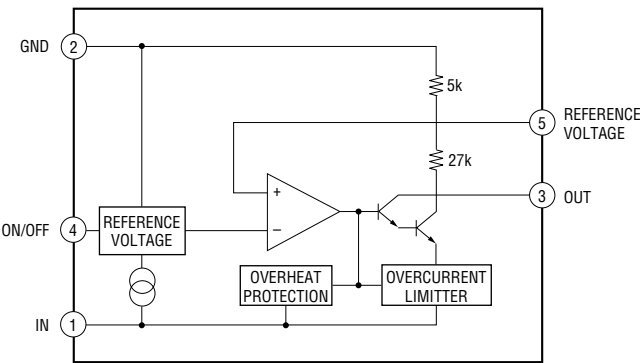 GND 2
5k
5 REFERENCE
VOLTAGE
27k
+
3 OUT
ON/OFF 4
REFERENCE
VOLTAGE
−
OVERHEAT
PROTECTION
OVERCURRENT
LIMITTER
IN 1